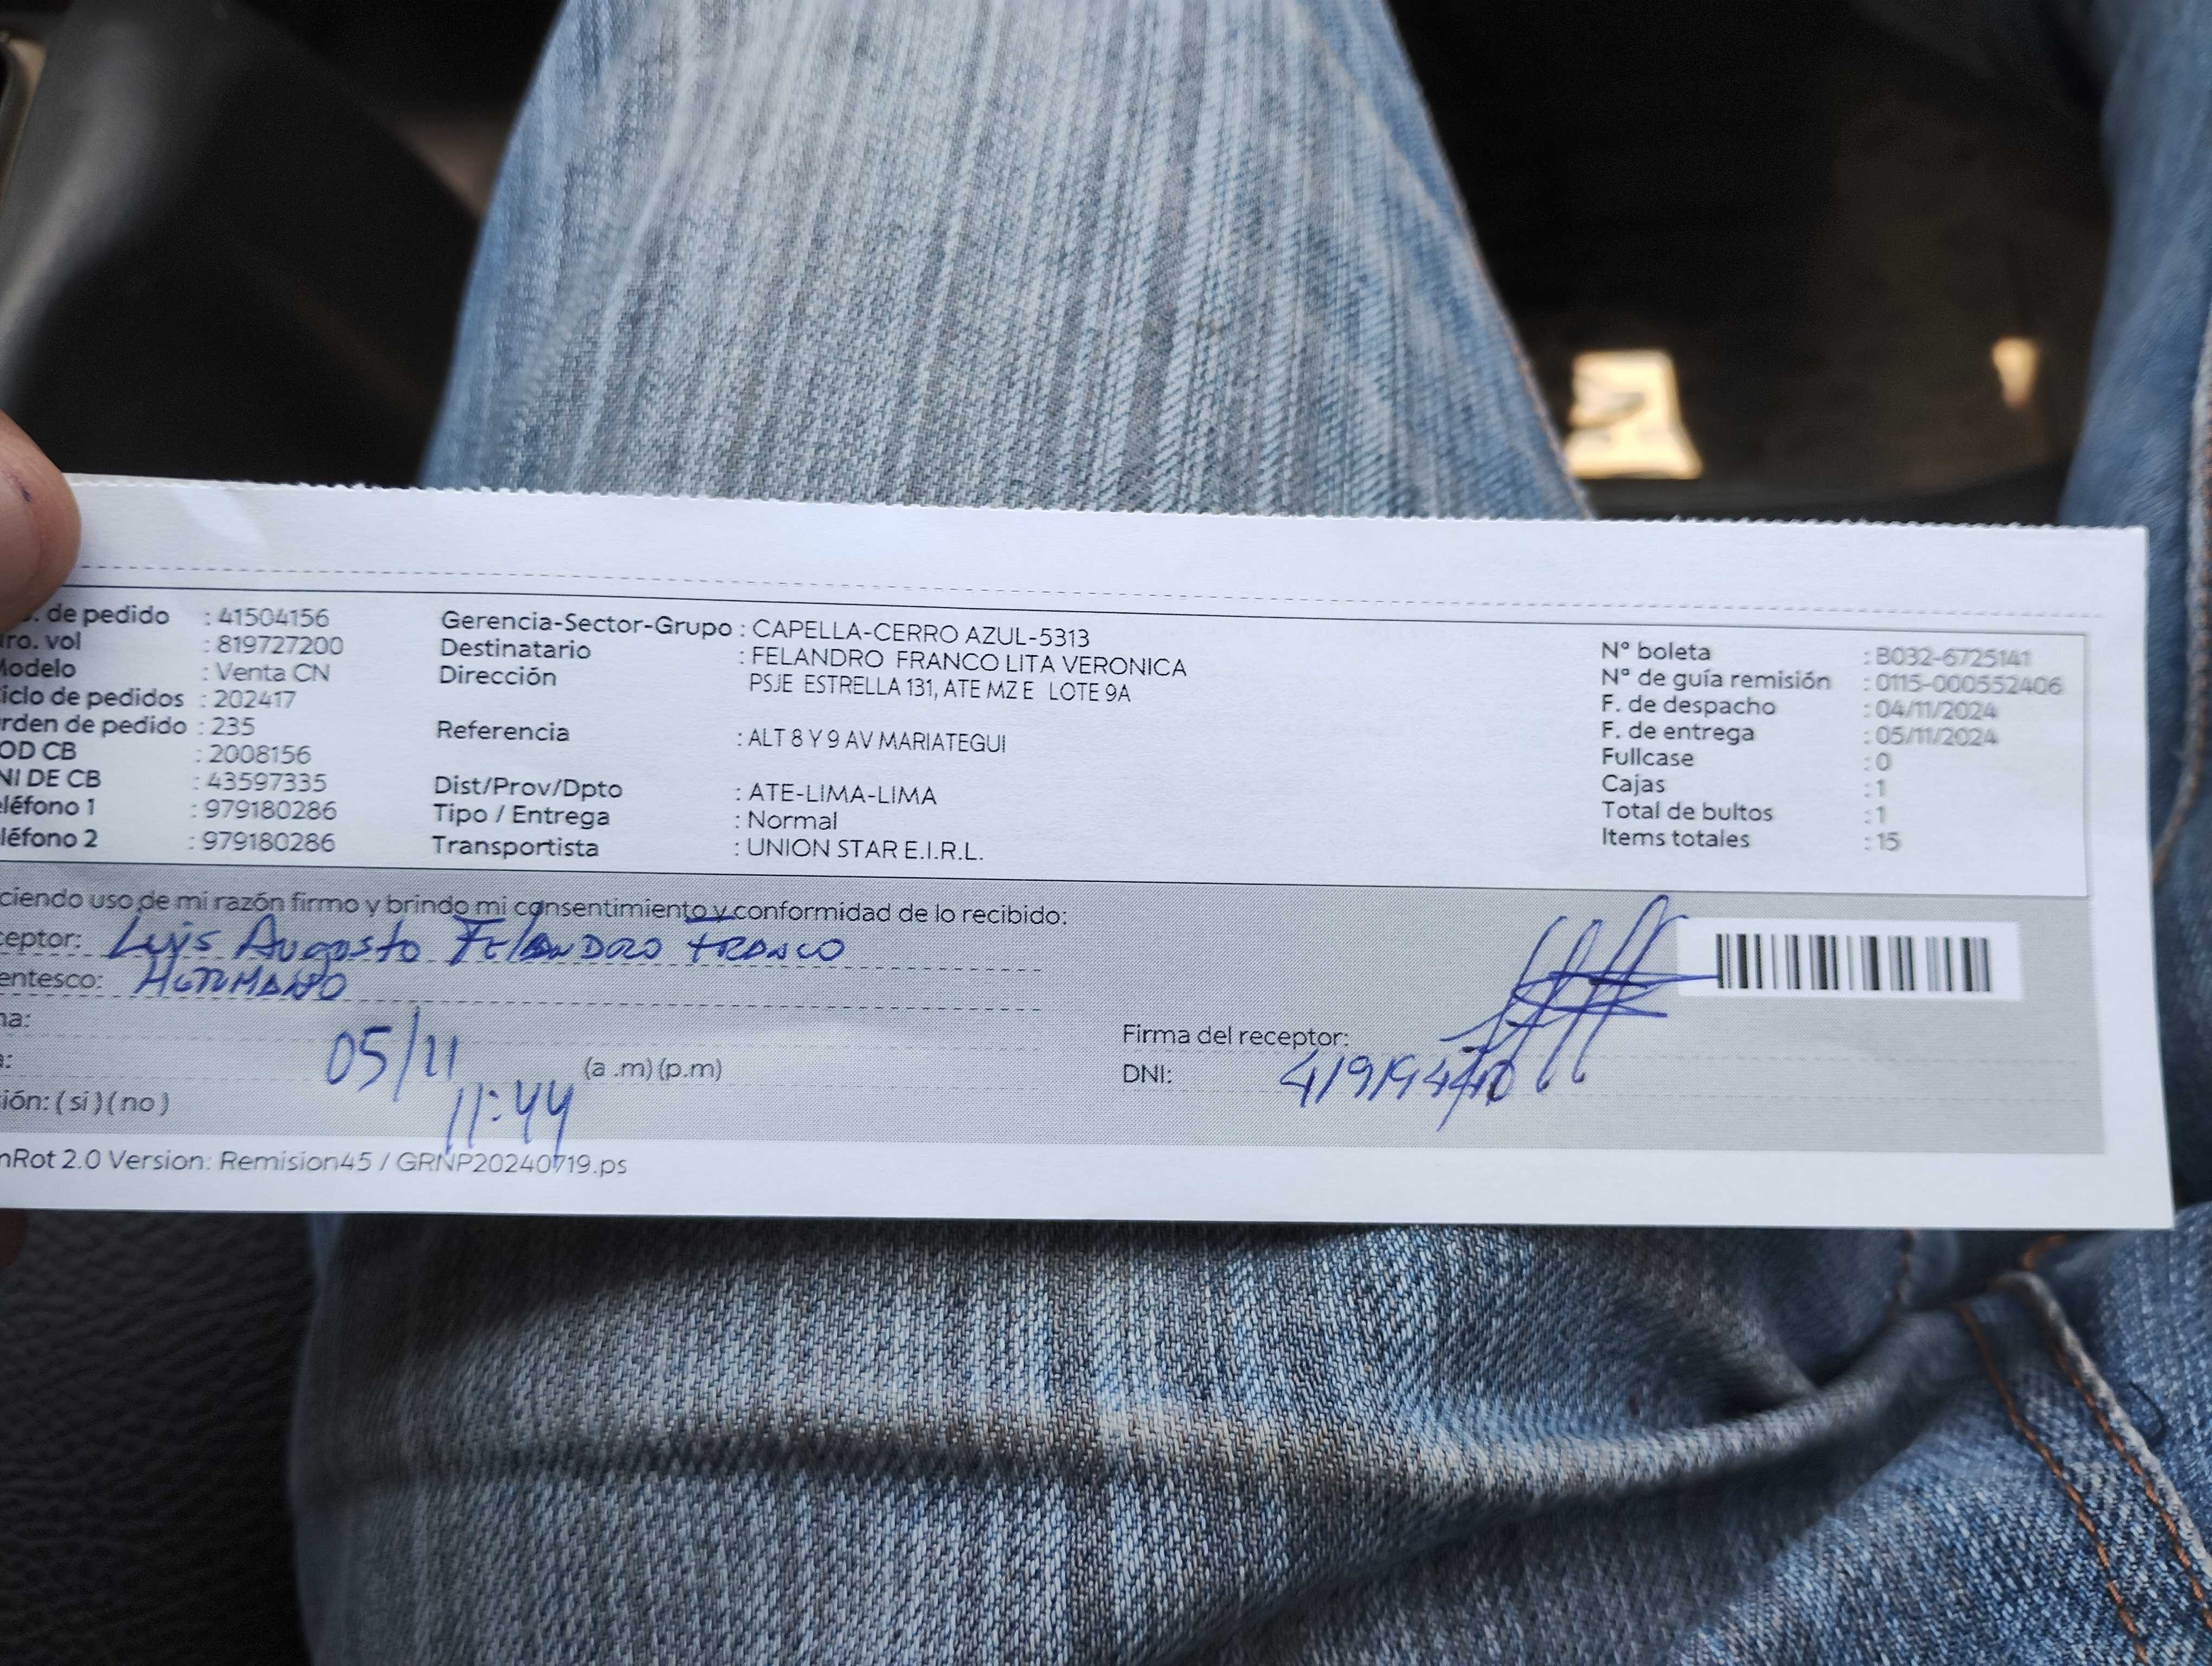 . de pedido : 41504156
ro. vol : 819727200
Modelo : Venta CN
iclo de pedidos : 202417
rden de pedido : 235
OD CB : 2008156
NI DE CB : 43597335
eléfono 1 : 979180286
léfono 2 : 979180286
Gerencia-Sector-Grupo : CAPELLA-CERRO AZUL-5313
Destinatario : FELANDRO FRANCO LITA VERONICA
Dirección PSJE ESTRELLA 131, ATE MZ E LOTE 9A
Referencia : ALT 8 Y 9 AV MARIATEGUI
Dist/Prov/Dpto : ATE-LIMA-LIMA
Tipo / Entrega : Normal
Transportista : UNION STAR E.I.R.L.
N° boleta : B032-6725141
N° de guía remisión : 0115-000552406
F. de despacho : 04/11/2024
F. de entrega : 05/11/2024
Fullcase : 0
Cajas : 1
Total de bultos : 1
Items totales : 15
ciendo uso de mi razón firmo y brindo mi consentimiento y conformidad de lo recibido:
ceptor: Luis Augusto Felandro Franco
entesco: HERMANO
ha:
05/11
a: (a .m) (p.m)
11:44
sión: ( si ) ( no )
Firma del receptor:
DNI:
nRot 2.0 Version: Remision45 / GRNP20240719.ps